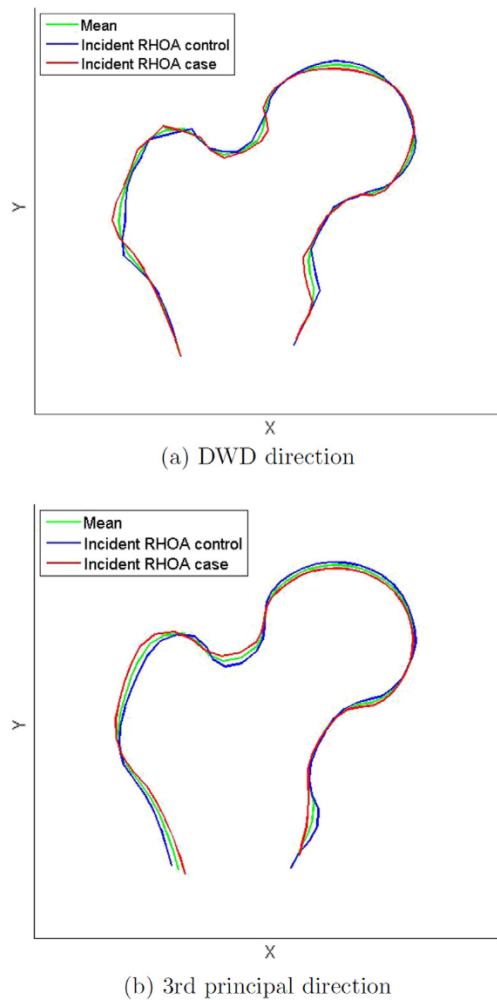 Mean
Incident RHOA control
Incident RHOA case
Y
X
(a) DWD direction
Mean
Incident RHOA control
Incident RHOA case
Y
X
(b) 3rd principal direction